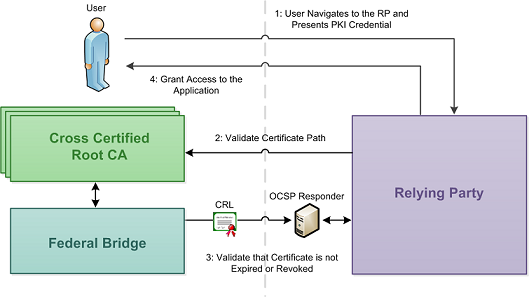 User
1: User Navigates to the RP and
Presents PKI Credential
4: Grant Access to the
Application
Cross Certified
Root CA
2: Validate Certificate Path
Relying Party
CRL
OCSP Responder
Federal Bridge
3: Validate that Certificate is not
Expired or Revoked